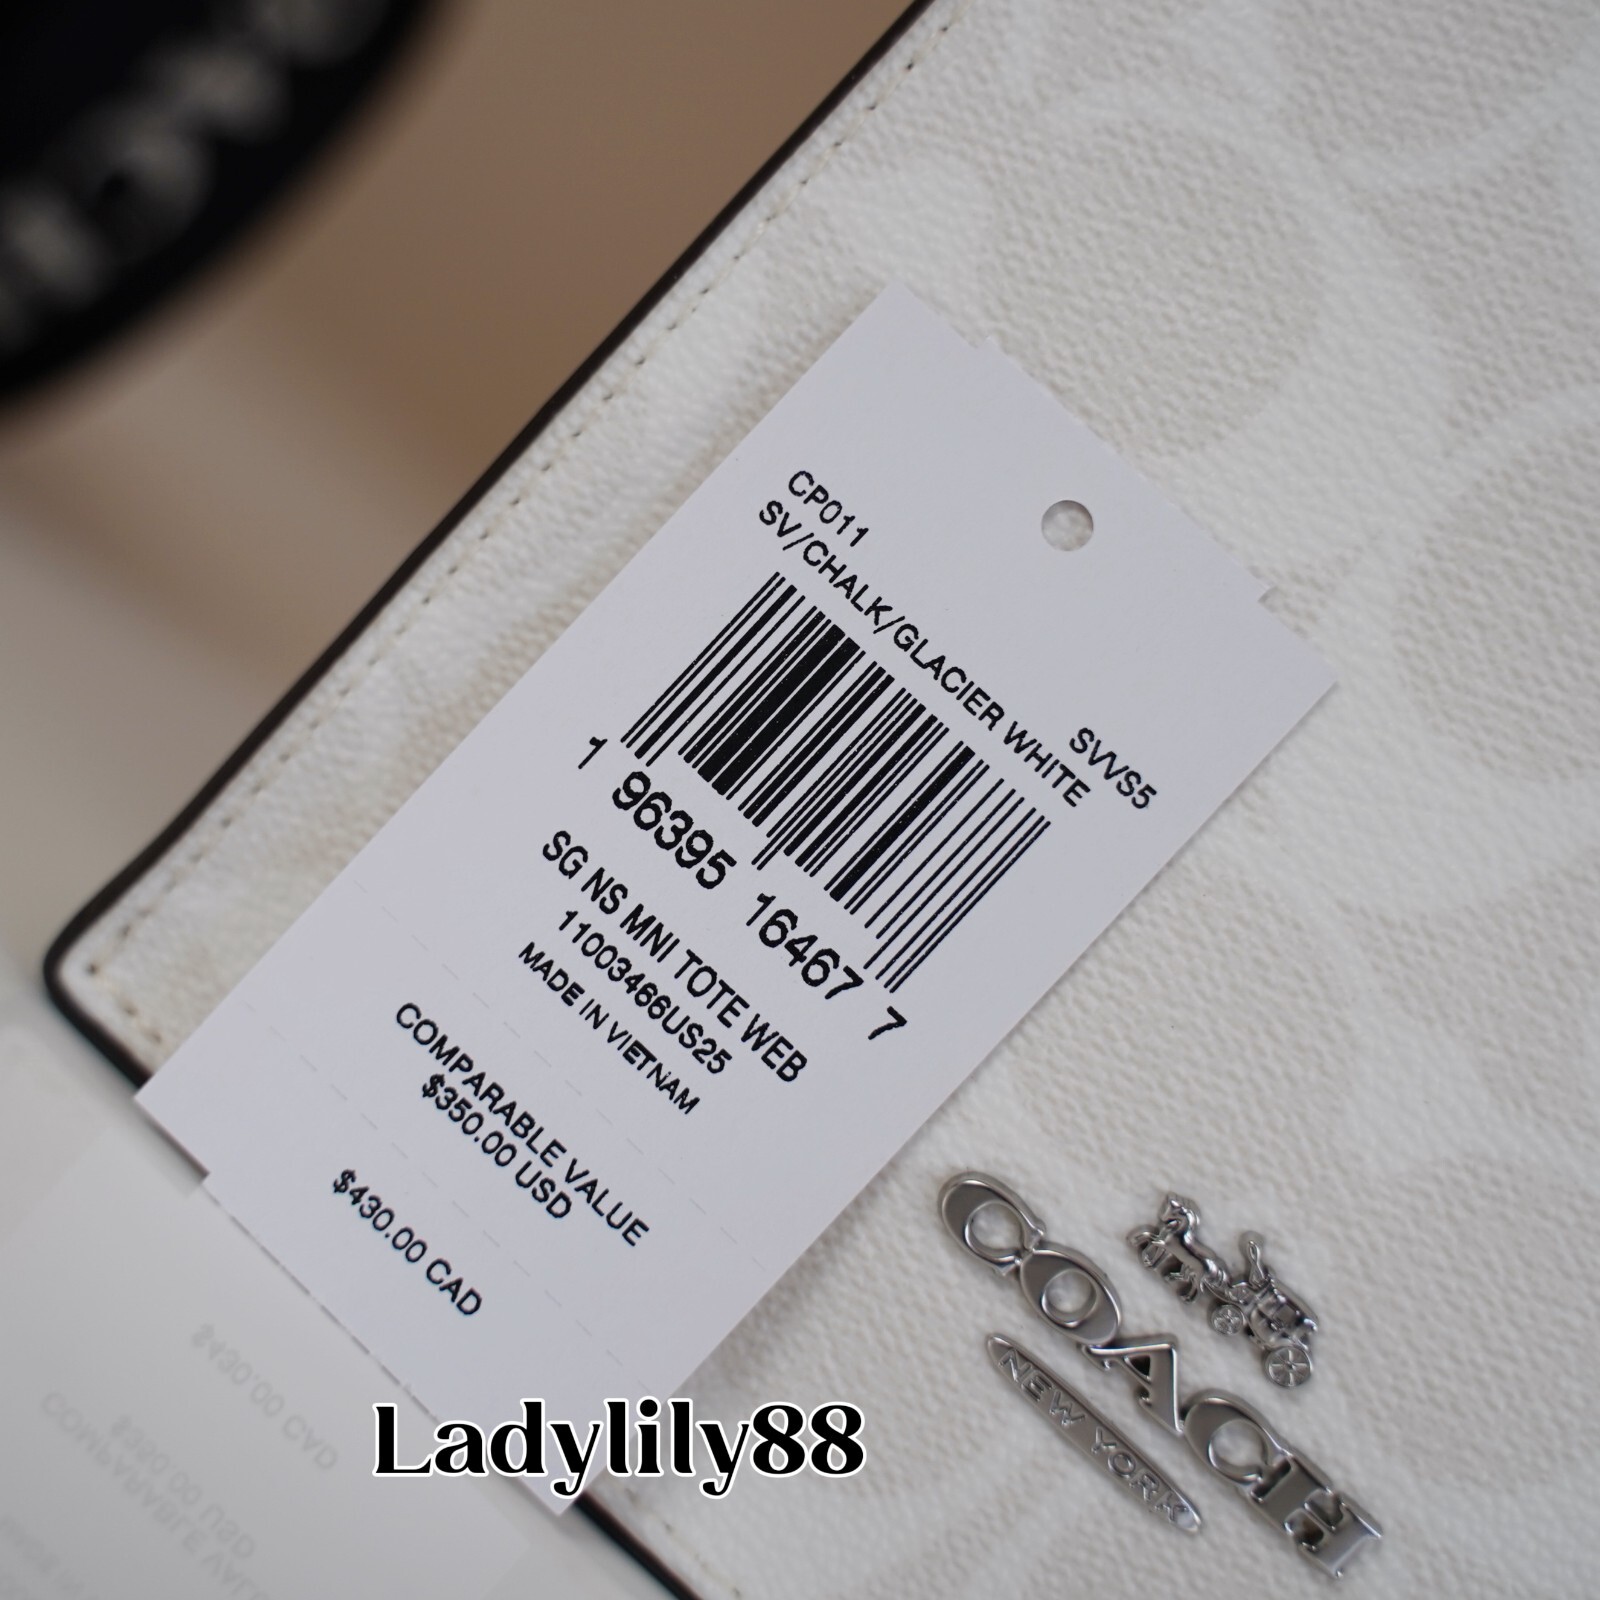 CP011
SVVS5
SV/CHALK/GLACIER WHITE
1 96395 16467 7
SG NS MNI TOTE WEB
11003466US25
MADE IN VIETNAM
COMPARABLE VALUE
$350.00 USD
$430.00 CAD
COACH
NEW YORK
Ladylily88